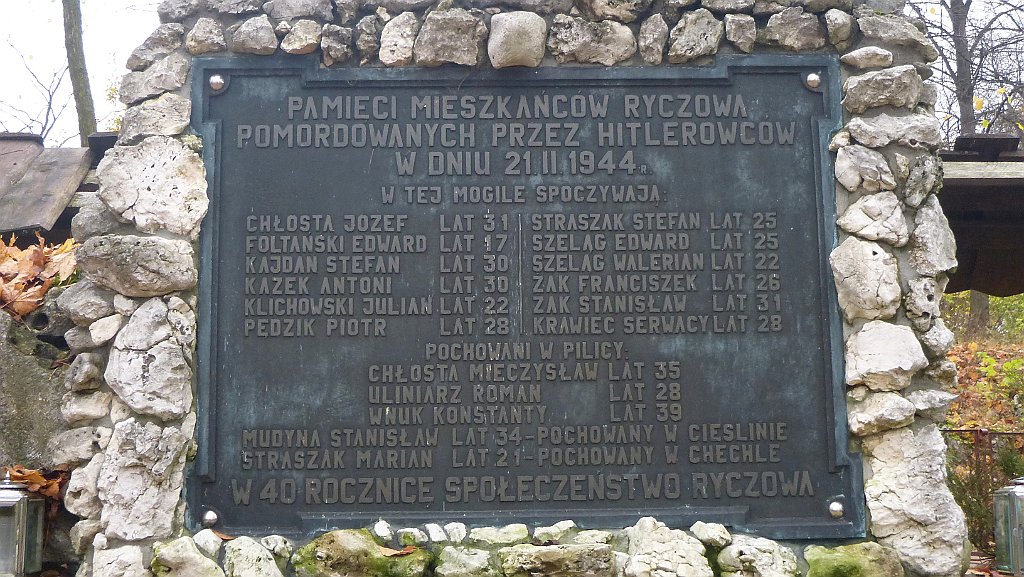 PAMIĘCI MIESZKAŃCÓW RYCZOWA
POMORDOWANYCH PRZEZ HITLEROWCÓW
W DNIU 21 II 1944 R.
W TEJ MOGILE SPOCZYWAJĄ:
CHŁOSTA JÓZEF LAT 31 STRASZAK STEFAN LAT 25
FOLTAŃSKI EDWARD LAT 17 SZELĄG EDWARD LAT 25
KAJDAN STEFAN LAT 30 SZELĄG WALERIAN LAT 22
KAZEK ANTONI LAT 30 ŻAK FRANCISZEK LAT 26
KLICHOWSKI JULIAN LAT 22 ŻAK STANISŁAW LAT 31
PĘDZIK PIOTR LAT 28 KRAWIEC SERWACY LAT 28
POCHOWANI W PILICY:
CHŁOSTA MIECZYSŁAW LAT 35
ULINIARZ ROMAN LAT 28
WNUK KONSTANTY LAT 39
MUDYNA STANISŁAW LAT 34-POCHOWANY W CIEŚLINIE
STRASZAK MARIAN LAT 21-POCHOWANY W CHECHLE
W 40 ROCZNICĘ SPOŁECZEŃSTWO RYCZOWA